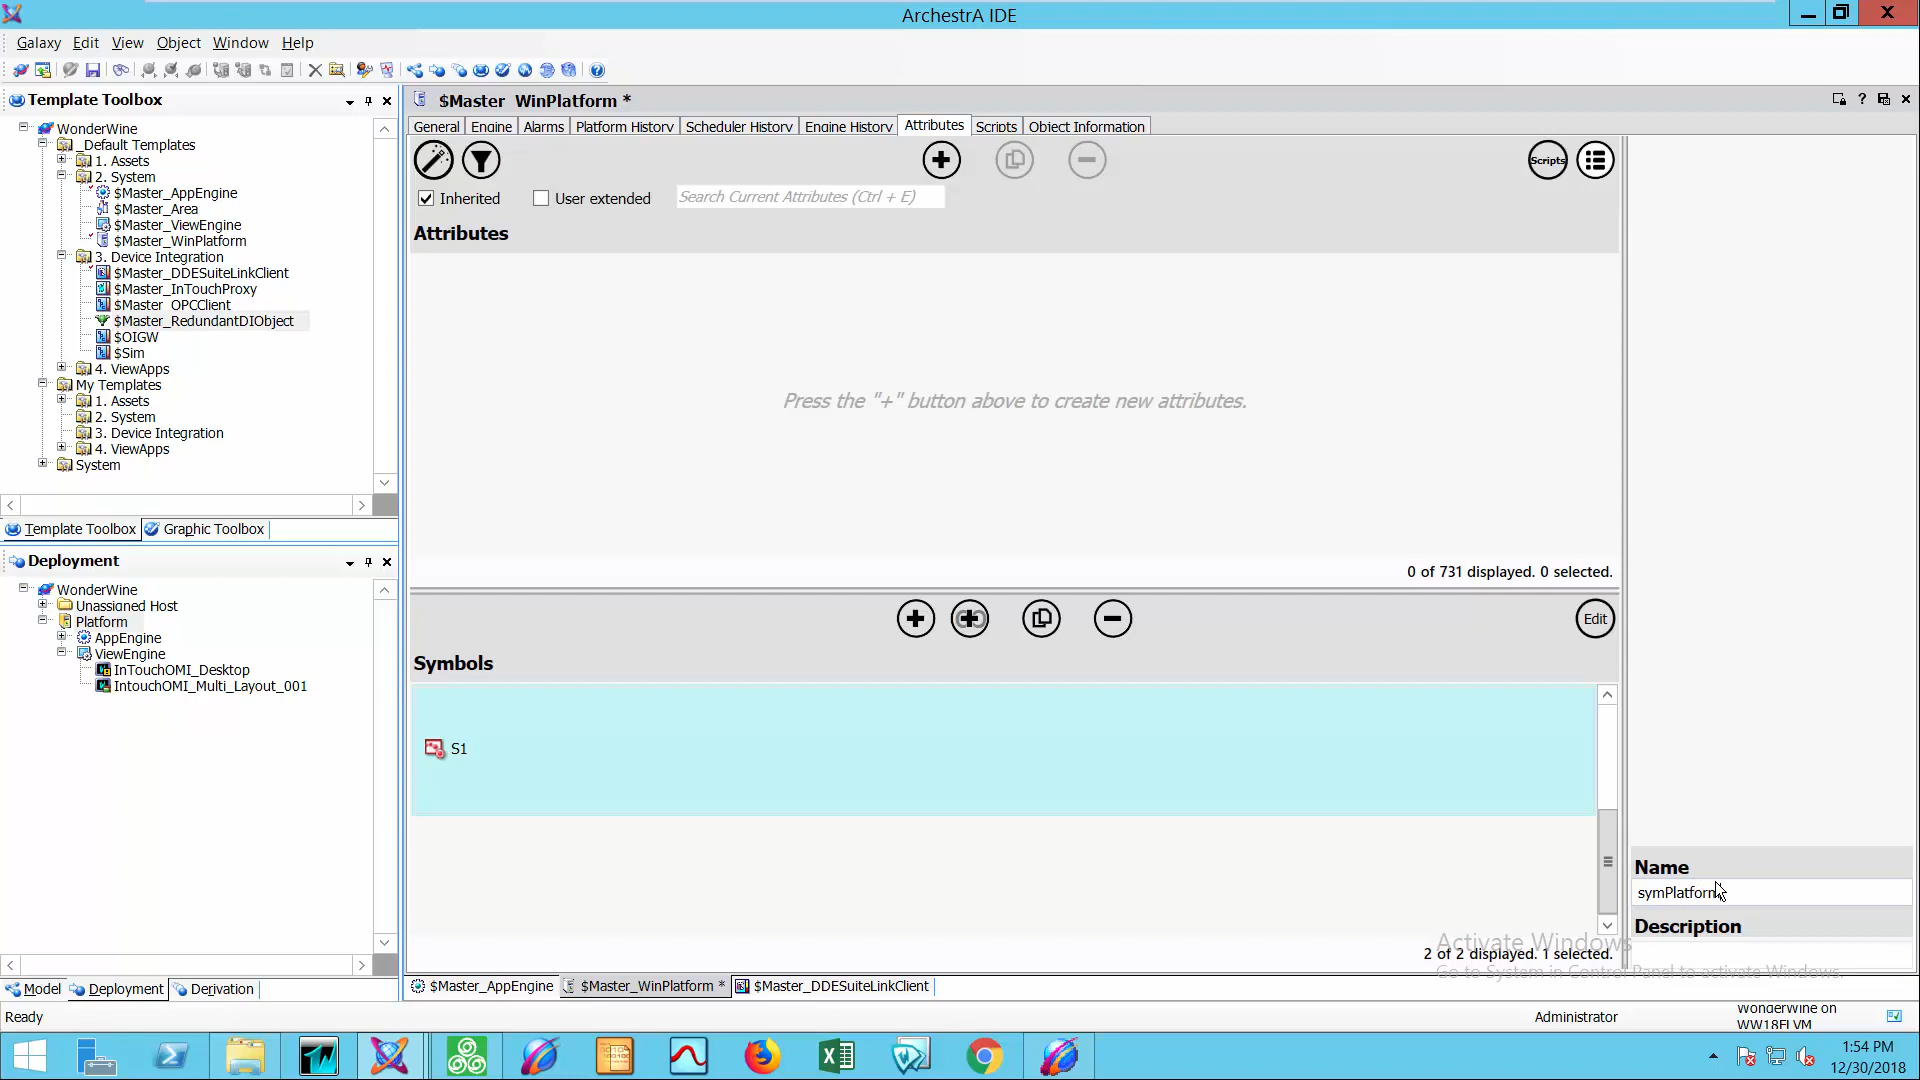 ArchestrA IDE
Galaxy Edit View Object Window Help
Template Toolbox
WonderWine
_Default Templates
1. Assets
2. System
$Master_AppEngine
$Master_Area
$Master_ViewEngine
$Master_WinPlatform
3. Device Integration
$Master_DDESuiteLinkClient
$Master_InTouchProxy
$Master_OPCClient
$Master_RedundantDIObject
$OIGW
$Sim
4. ViewApps
My Templates
1. Assets
2. System
3. Device Integration
4. ViewApps
System
Template Toolbox Graphic Toolbox
Deployment
WonderWine
Unassigned Host
Platform
AppEngine
ViewEngine
InTouchOMI_Desktop
IntouchOMI_Multi_Layout_001
Model Deployment Derivation
$Master_WinPlatform *
General Engine Alarms Platform History Scheduler History Engine History Attributes Scripts Object Information
Scripts
Inherited User extended Search Current Attributes (Ctrl + E)
Attributes
Press the "+" button above to create new attributes.
0 of 731 displayed. 0 selected.
Edit
Symbols
S1
2 of 2 displayed. 1 selected.
Name
symPlatform
Description
Activate Windows
Go to System in Control Panel to activate Windows.
$Master_AppEngine $Master_WinPlatform * $Master_DDESuiteLinkClient
Ready Administrator WonderWine on
WW18FLVM
1:54 PM
12/30/2018